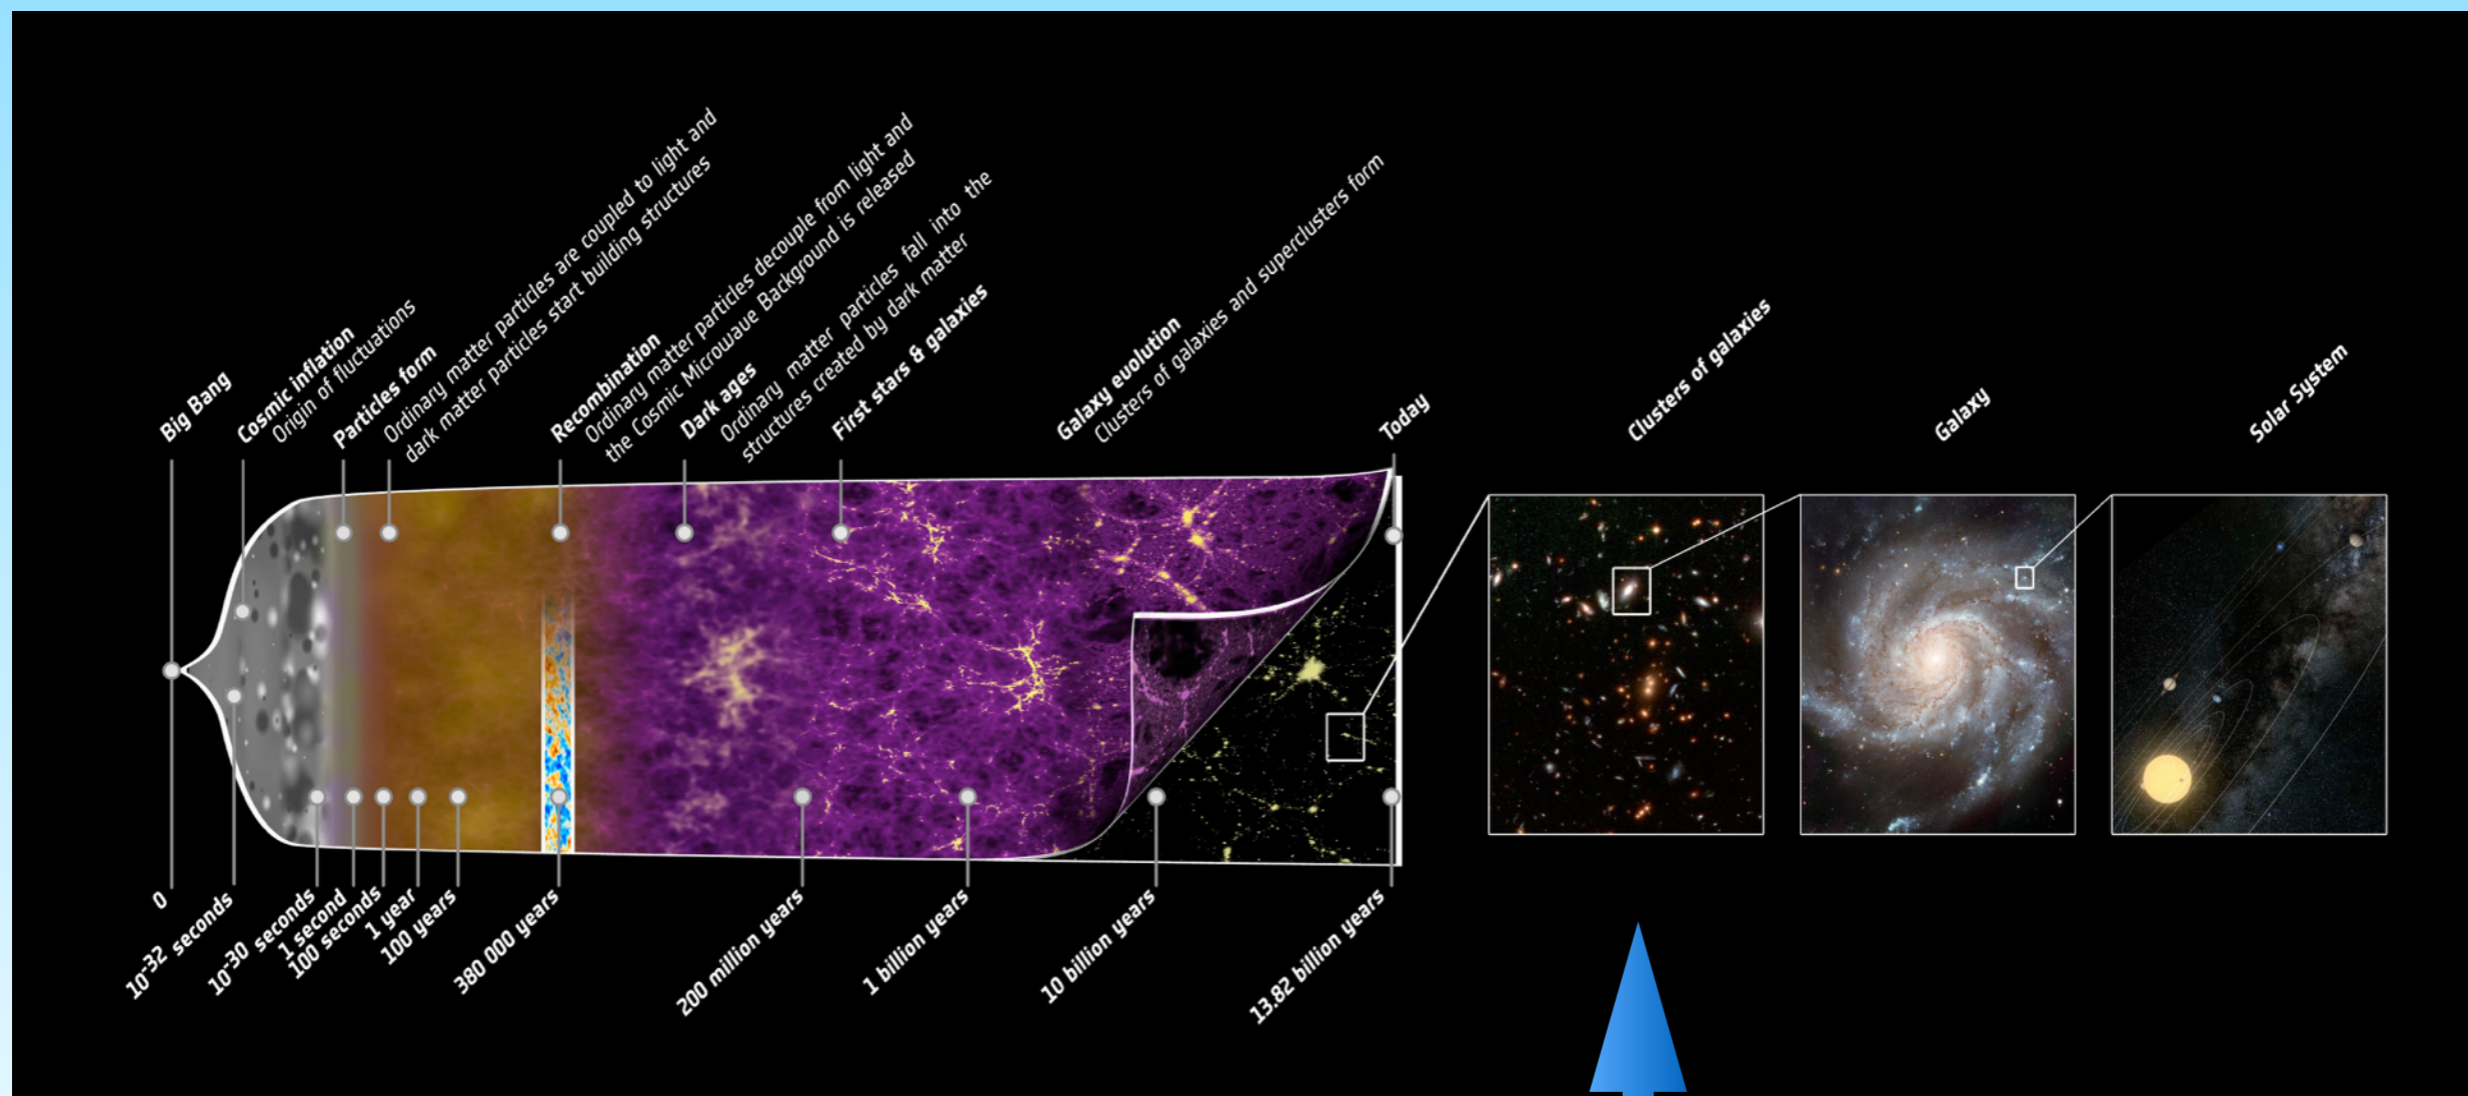 Big Bang
Cosmic inflation
Origin of fluctuations
Particles form
Ordinary matter particles are coupled to light and
dark matter particles start building structures
Recombination
Ordinary matter particles decouple from light and
the Cosmic Microwave Background is released
Dark ages
Ordinary matter particles fall into the
structures created by dark matter
First stars & galaxies
Galaxy evolution
Clusters of galaxies and superclusters form
Today
Clusters of galaxies
Galaxy
Solar System
0
10-32 seconds
10-30 seconds
1 second
100 seconds
1 year
100 years
380 000 years
200 million years
1 billion years
10 billion years
13.82 billion years